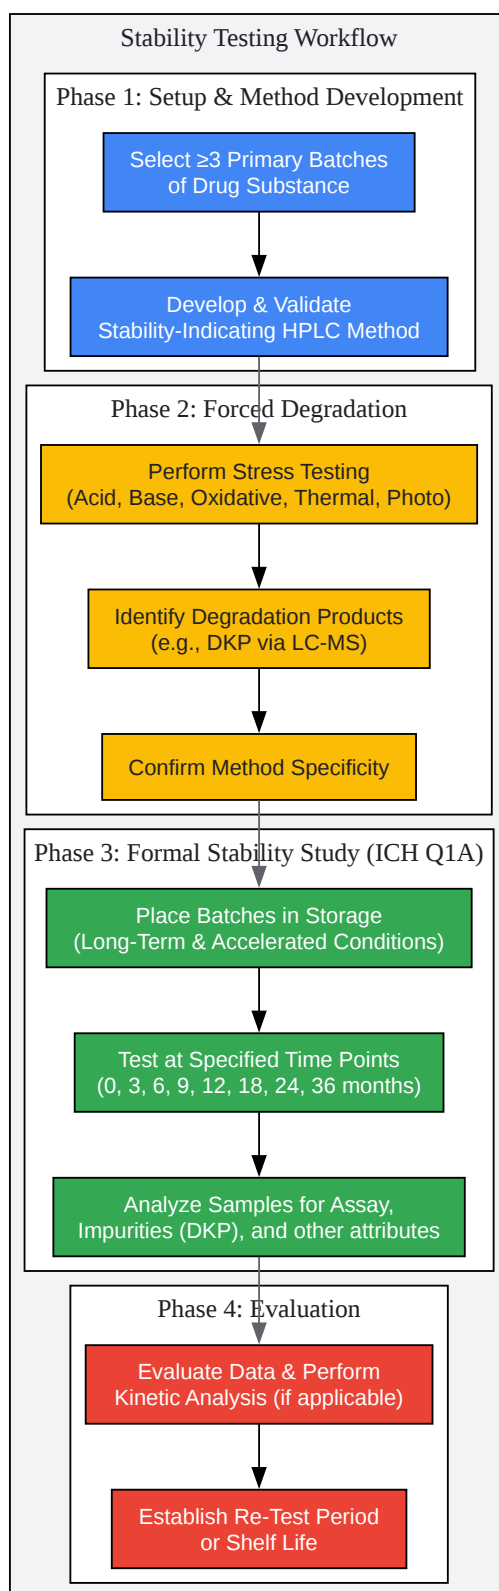 Stability Testing Workflow
Phase 1: Setup & Method Development
Select ≥3 Primary Batches
of Drug Substance
Develop & Validate
Stability-Indicating HPLC Method
Phase 2: Forced Degradation
Perform Stress Testing
(Acid, Base, Oxidative, Thermal, Photo)
Identify Degradation Products
(e.g., DKP via LC-MS)
Confirm Method Specificity
Phase 3: Formal Stability Study (ICH Q1A)
Place Batches in Storage
(Long-Term & Accelerated Conditions)
Test at Specified Time Points
(0, 3, 6, 9, 12, 18, 24, 36 months)
Analyze Samples for Assay,
Impurities (DKP), and other attributes
Phase 4: Evaluation
Evaluate Data & Perform
Kinetic Analysis (if applicable)
Establish Re-Test Period
or Shelf Life